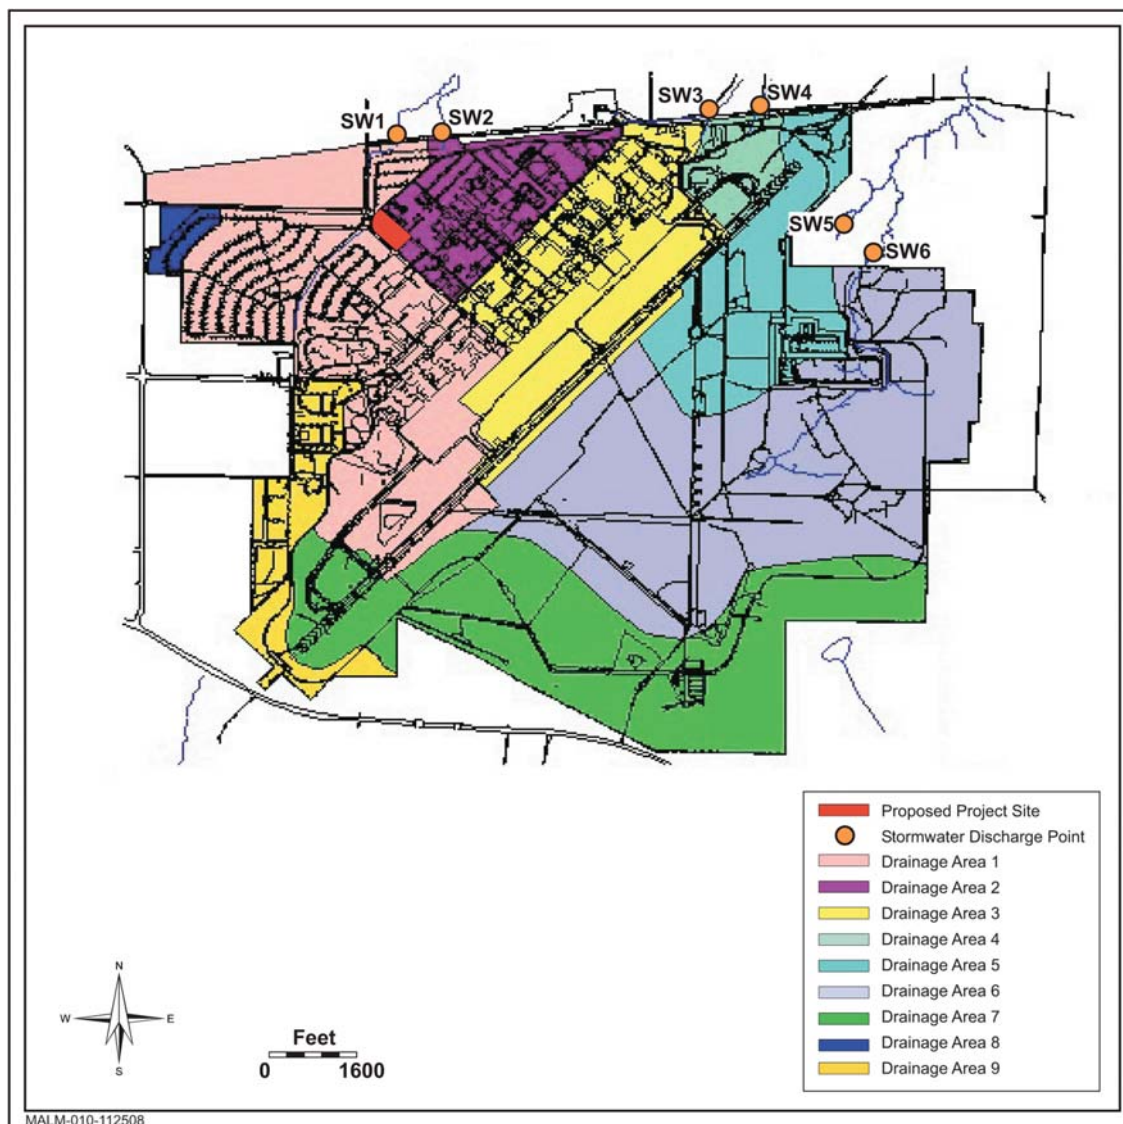 SW1
SW2
SW3
SW4
SW5
SW6
Proposed Project Site
Stormwater Discharge Point
Drainage Area 1
Drainage Area 2
Drainage Area 3
Drainage Area 4
Drainage Area 5
Drainage Area 6
Drainage Area 7
Drainage Area 8
Drainage Area 9
N
W E
S
Feet
0 1600
MALM-010-112508